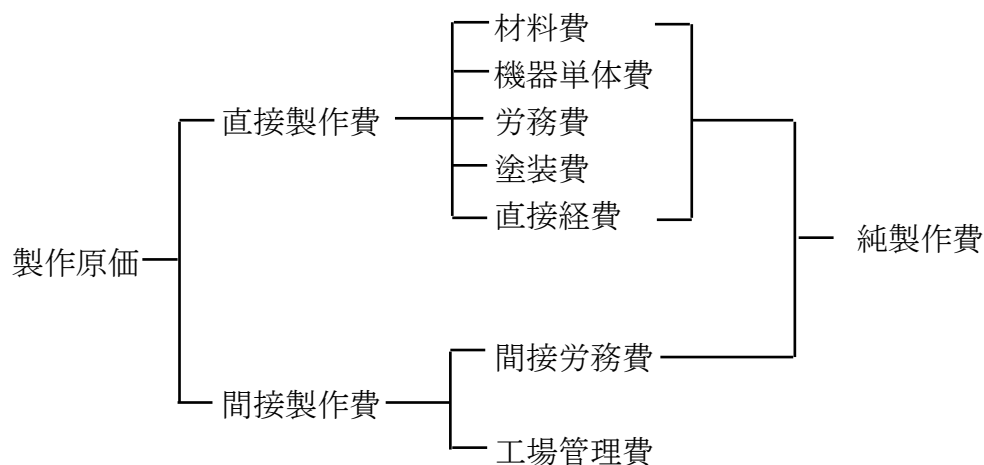 材料費
機器単体費
直接製作費
労務費
塗装費
直接経費
製作原価
純製作費
間接労務費
間接製作費
工場管理費